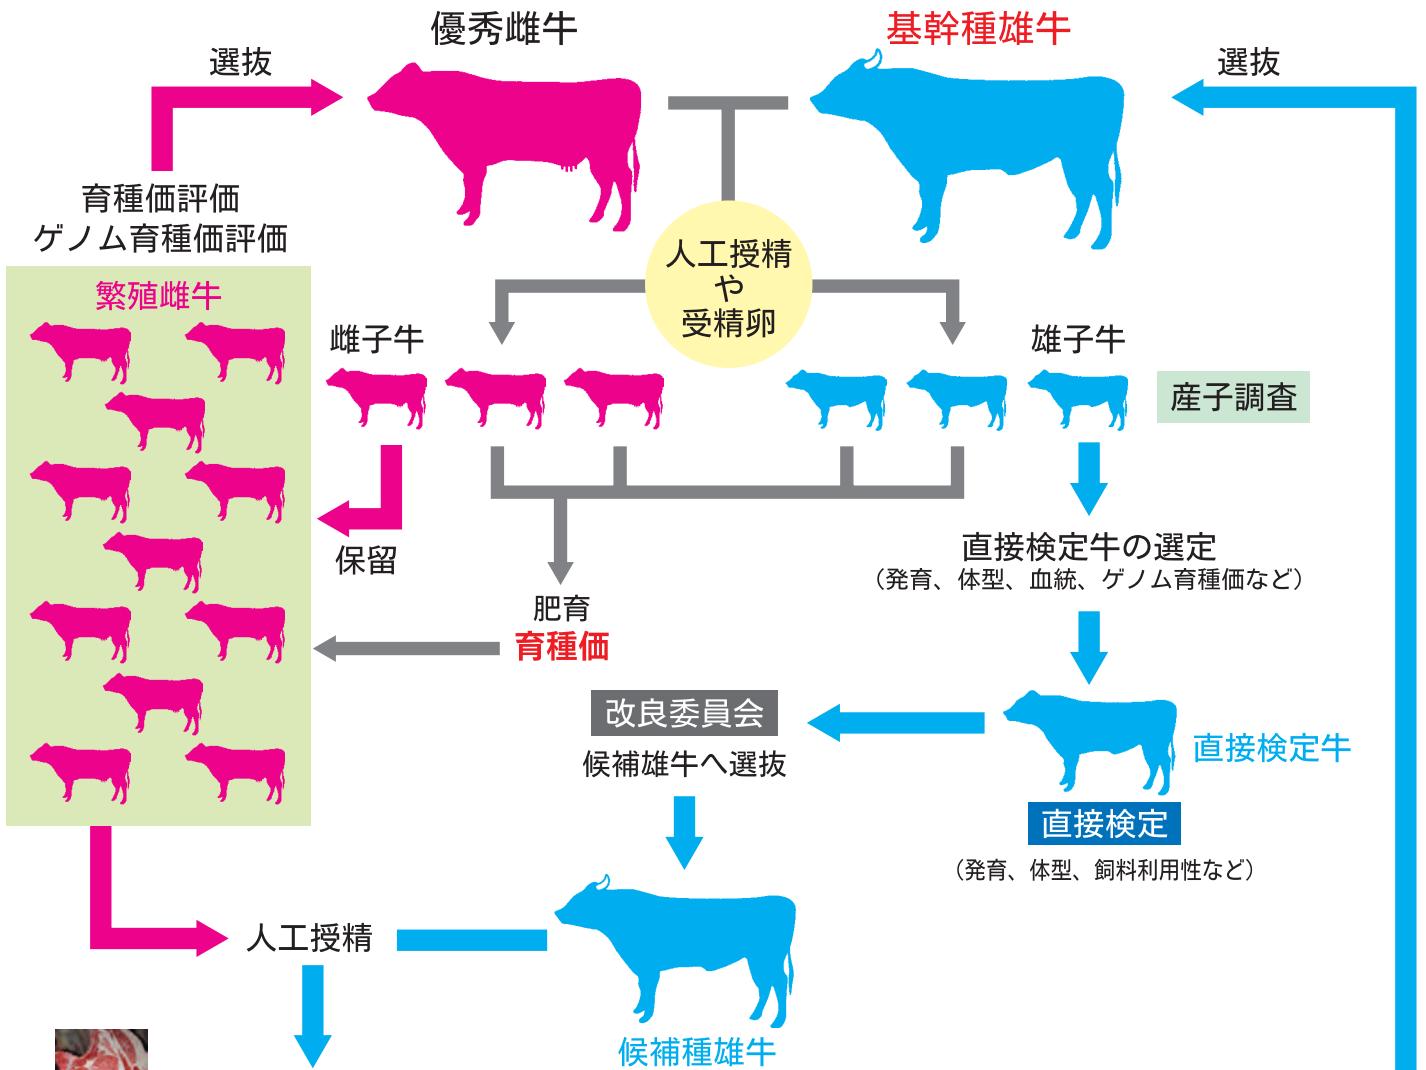 優秀雌牛
基幹種雄牛
選抜
選抜
育種価評価
ゲノム育種価評価
人工授精
や
受精卵
繁殖雌牛
雌子牛
雄子牛
産子調査
保留
直接検定牛の選定
（発育、体型、血統、ゲノム育種価など）
肥育
育種価
改良委員会
候補雄牛へ選抜
直接検定牛
直接検定
（発育、体型、飼料利用性など）
人工授精
候補種雄牛